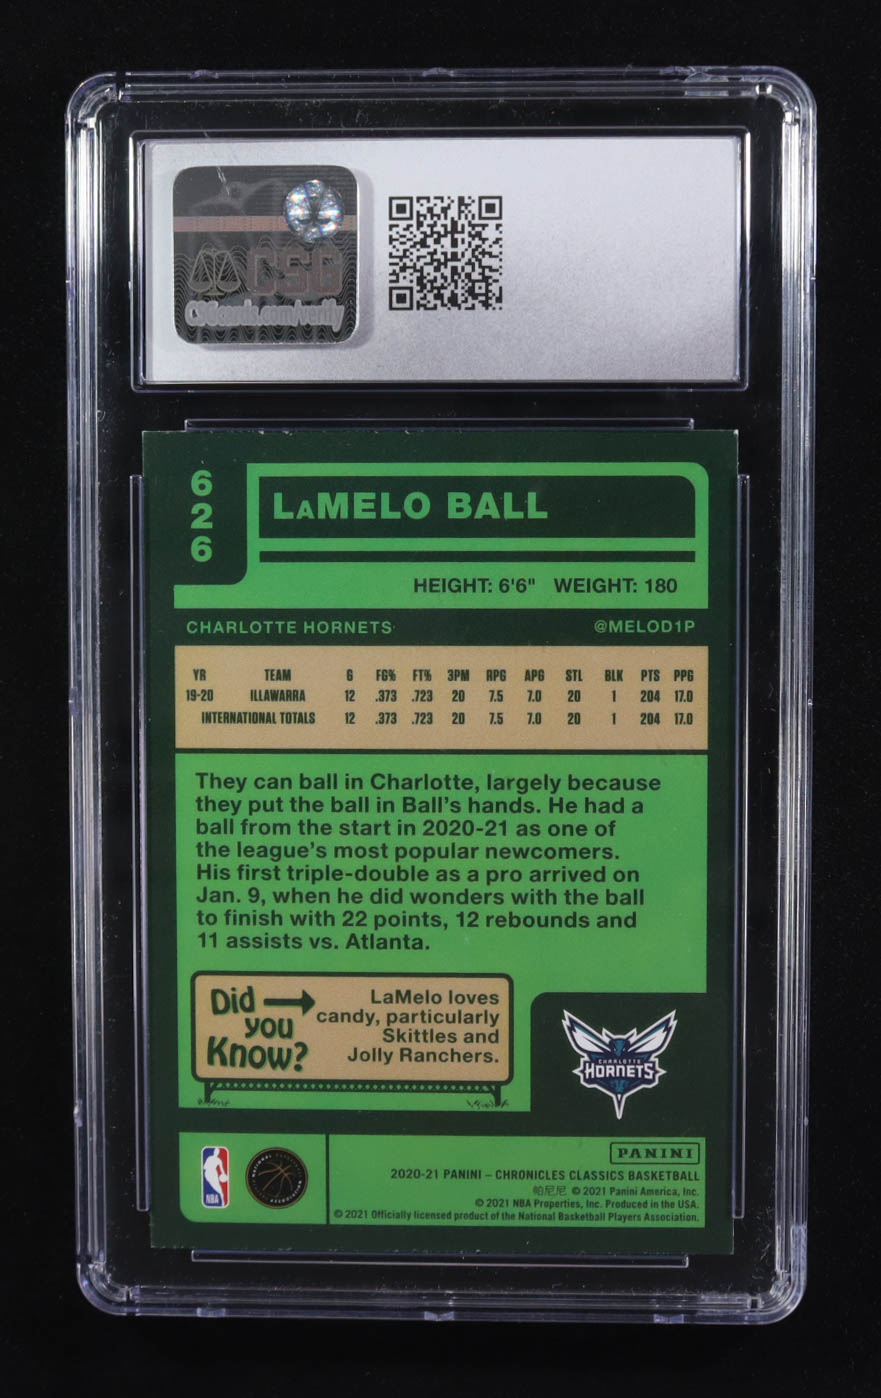 CSG
CSGcards.com/verify
626
LAMELO BALL
HEIGHT: 6'6" WEIGHT: 180
CHARLOTTE HORNETS @MELOD1P
YR TEAM G FG% FT% 3PM RPG APG STL BLK PTS PPG
19-20 ILLAWARRA 12 .373 .723 20 7.5 7.0 20 1 204 17.0
INTERNATIONAL TOTALS 12 .373 .723 20 7.5 7.0 20 1 204 17.0
They can ball in Charlotte, largely because
they put the ball in Ball's hands. He had a
ball from the start in 2020-21 as one of
the league's most popular newcomers.
His first triple-double as a pro arrived on
Jan. 9, when he did wonders with the ball
to finish with 22 points, 12 rebounds and
11 assists vs. Atlanta.
Did you Know?
LaMelo loves
candy, particularly
Skittles and
Jolly Ranchers.
CHARLOTTE
HORNETS
NBA
NATIONAL BASKETBALL
ASSOCIATION
PANINI
2020-21 PANINI – CHRONICLES CLASSICS BASKETBALL
帕尼尼 © 2021 Panini America, Inc.
© 2021 NBA Properties, Inc. Produced in the USA.
© 2021 Officially licensed product of the National Basketball Players Association.